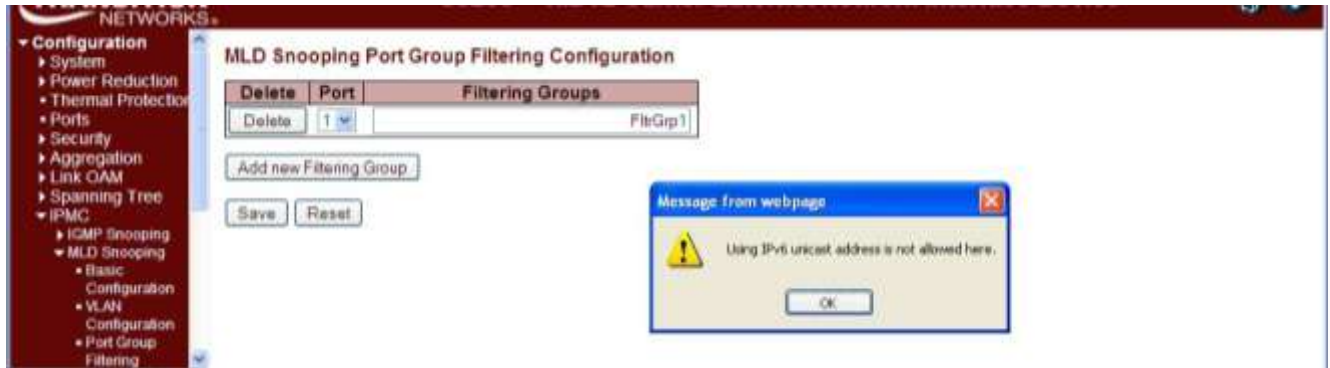 NETWORKS
Configuration
System
Power Reduction
Thermal Protection
Ports
Security
Aggregation
Link OAM
Spanning Tree
IPMC
IGMP Snooping
MLD Snooping
Basic
Configuration
VLAN
Configuration
Port Group
Filtering
MLD Snooping Port Group Filtering Configuration
Delete Port Filtering Groups
Delete 1 FltrGrp1
Add new Filtering Group
Save Reset
Message from webpage
Using IPv6 unicast address is not allowed here.
OK